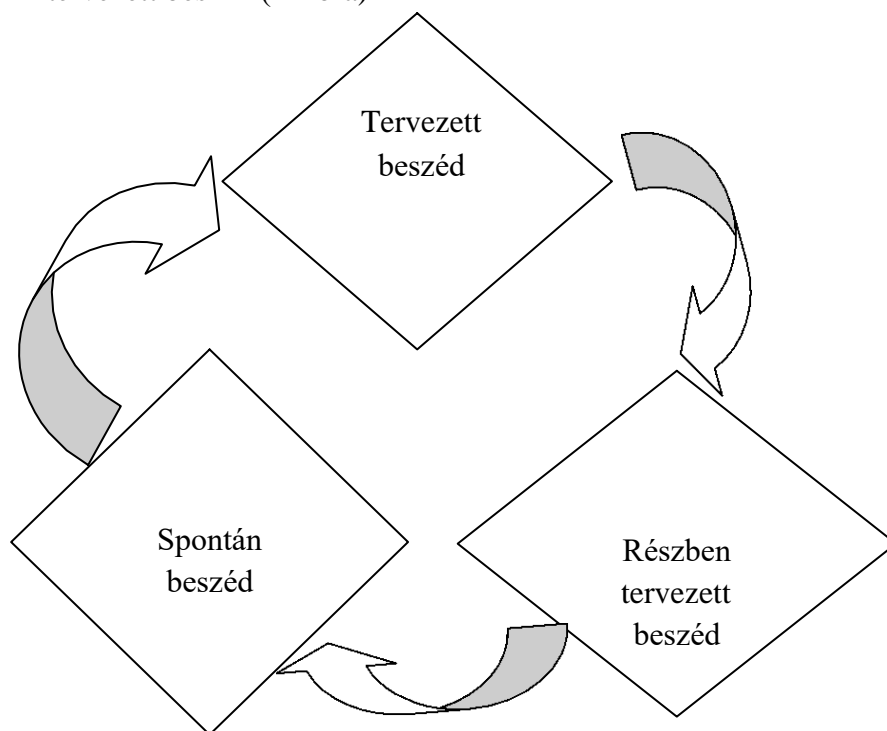 Tervezett
beszéd
Spontán
beszéd
Részben
tervezett
beszéd